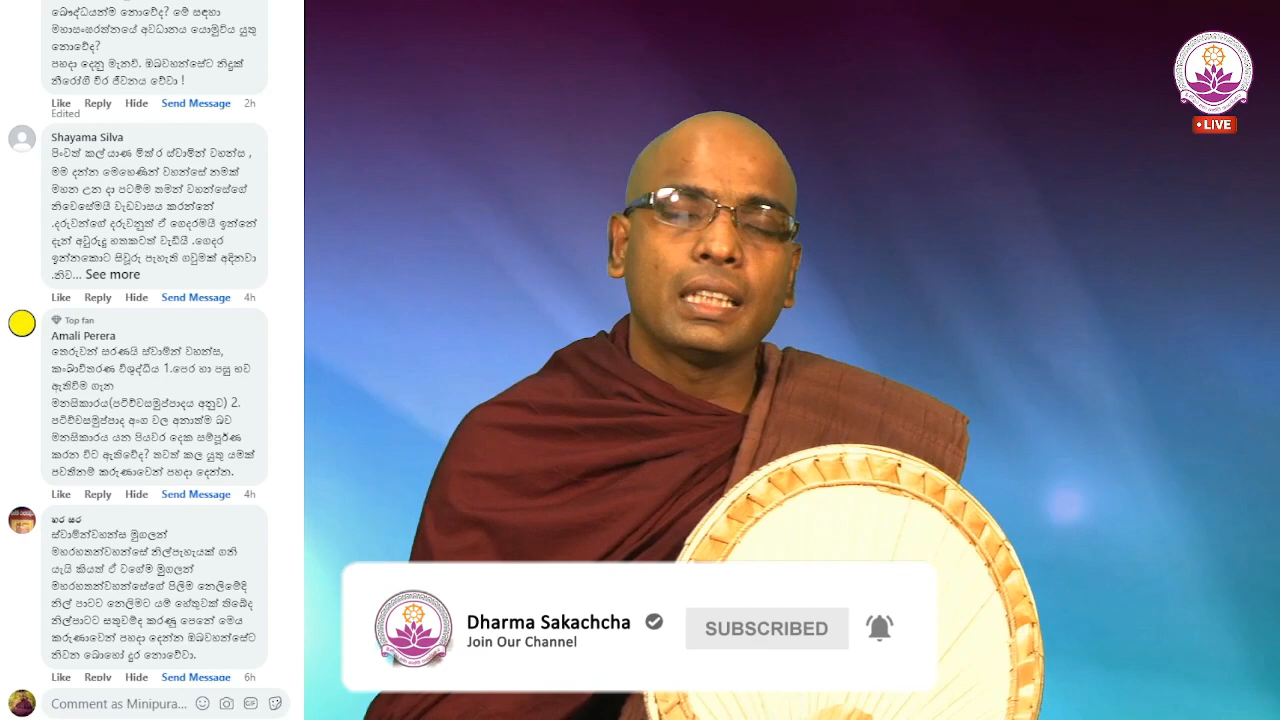 බෞද්ධයන්ම නොවේද? මේ සඳහා
මහාසංඝරත්නයේ අවධානය යොමුවිය යුතු
නොවේද?
පහදා දෙනු මැනවි. ඔබවහන්සේට නිදුක්
නිරෝගී චිර ජීවනය වේවා !
Like Reply Hide Send Message 2h
Edited
Shayama Silva
පිංවත් කල්යාණ මිත්ර ස්වාමින් වහන්ස ,
මම දන්න මෙහෙණින් වහන්සේ නමක්
මහන උන දා පටම්ම තමන් වහන්සේගේ
නිවෙසේමයි වැඩවාසය කරන්නේ
.දරුවන්ගේ දරුවනුත් ඒ ගෙදරමයි ඉන්නේ
දැන් අවුරුදු හතකටත් වැඩියි .ගෙදර
ඉන්නකොට සිවුරු පැහැති ගවුමක් අඳිනවා
.නිව... See more
Like Reply Hide Send Message 4h
Top fan
Amali Perera
තෙරුවන් සරණයි ස්වාමින් වහන්ස,
කංඛාවිතරණ විශුද්ධිය 1.පෙර හා පසු භව
ඇතිවීම ගැන
මනසිකාරය(පටිච්චසමුප්පාදය අනුව) 2.
පටිච්චසමුප්පාද අංග වල අනාත්ම බව
මනසිකාරය යන පියවර දෙක සම්පූර්ණ
කරන විට ඇතිවේද? තවත් කල යුතු යමක්
පවතිනම් කරුණාවෙන් පහදා දෙන්න.
Like Reply Hide Send Message 4h
හර සර
ස්වාමින්වහන්ස මුගලන්
මහරහතන්වහන්සේ නිල්පැහැයක් ගනී
යැයි කියත් ඒ වගේම මුගලන්
මහරහතන්වහන්සේගේ පිලිම නෙලීමේදි
නිල් පාටට නෙලිමට යම් හේතුවක් තිබේද
නිල්පාටට සතුවම්ද කරණු පෙනේ මෙය
කරුණාවෙන් පහදා දෙන්න ඔබවහන්සේට
නිවන බොහෝ දුර නොවේවා.
Like Reply Hide Send Message 6h
Comment as Minipura...
LIVE
Dharma Sakachcha
Join Our Channel
SUBSCRIBED